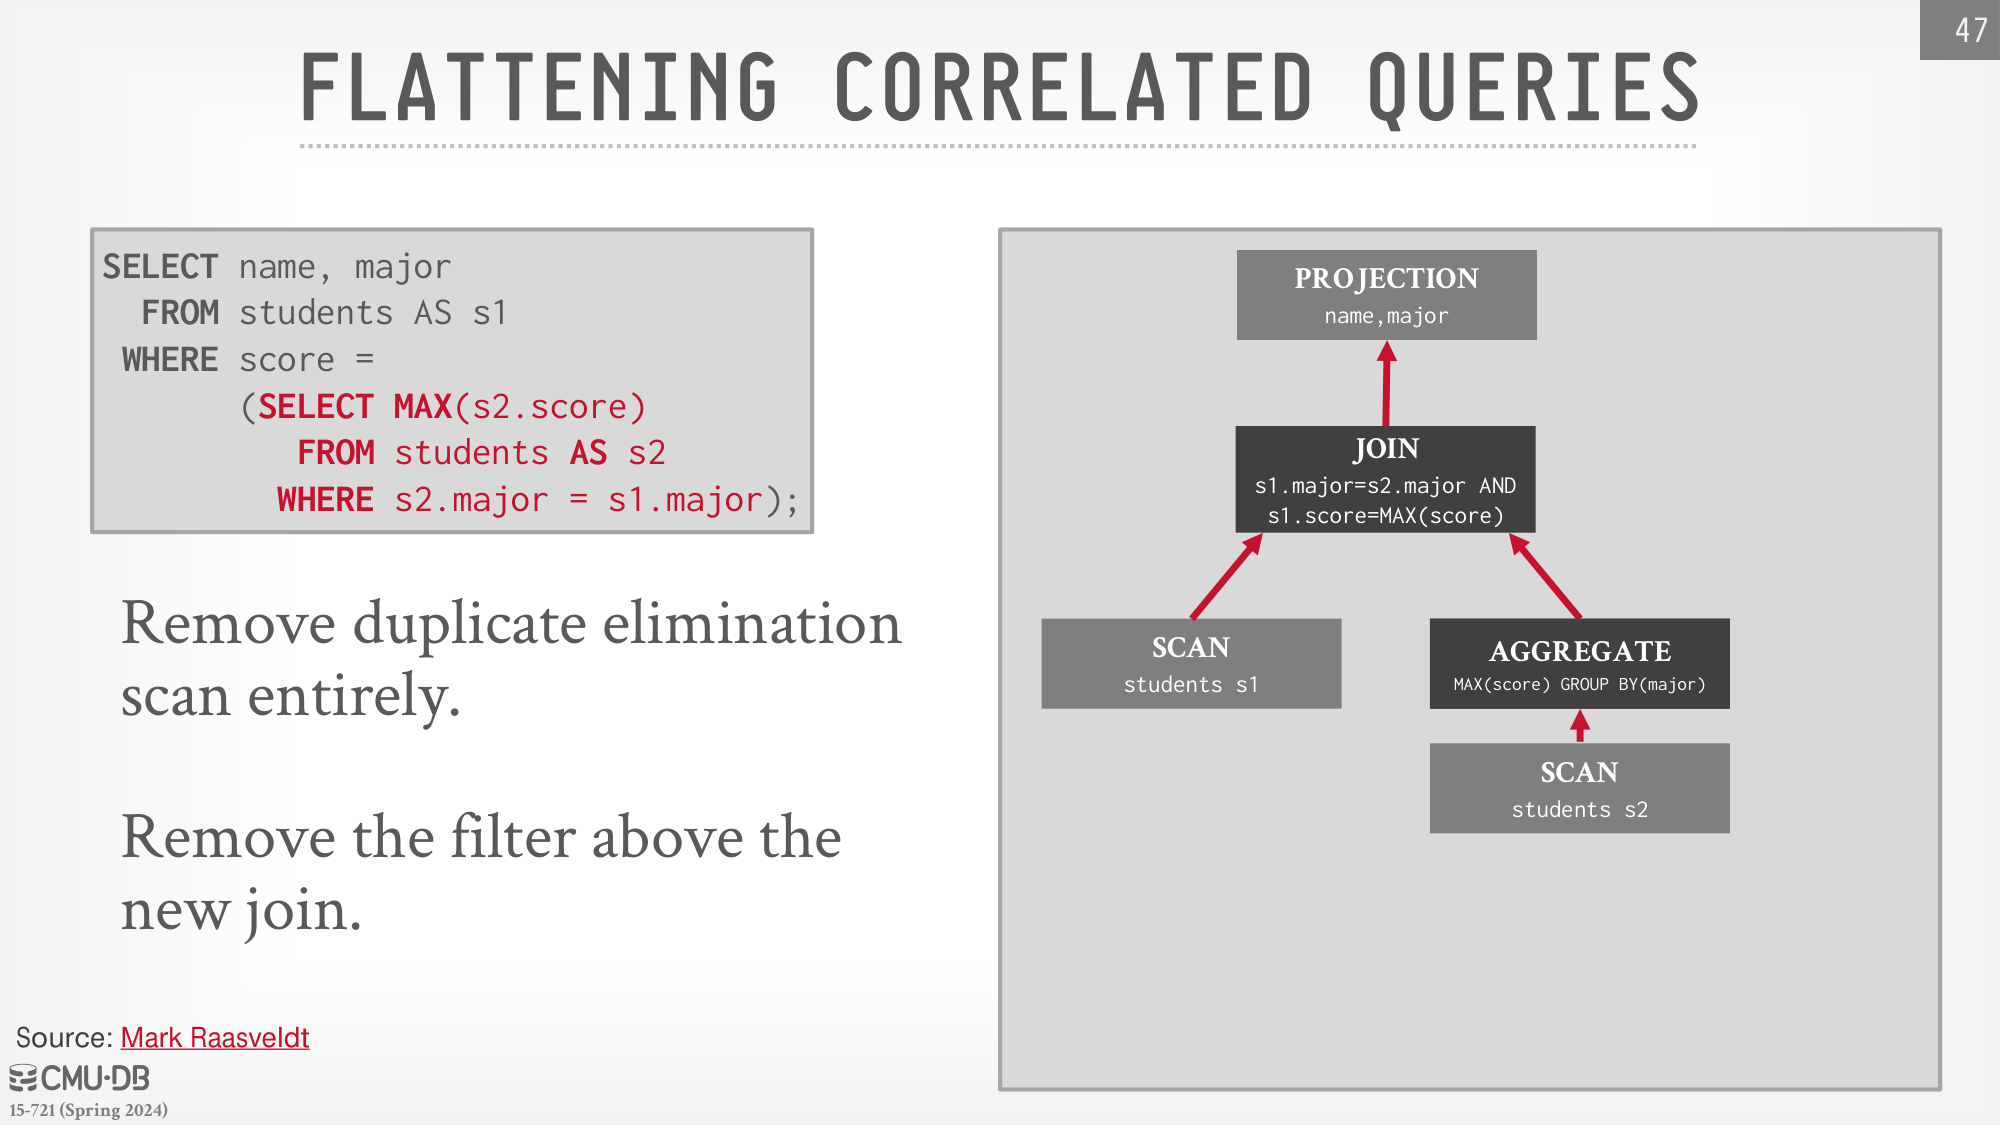 47
FLATTENING CORRELATED QUERIES
SELECT name, major
FROM students AS s1
WHERE score =
(SELECT MAX(s2.score)
FROM students AS s2
WHERE s2.major = s1.major);
Remove duplicate elimination
scan entirely.
Remove the filter above the
new join.
PROJECTION
name,major
JOIN
s1.major=s2.major AND
s1.score=MAX(score)
SCAN
students s1
AGGREGATE
MAX(score) GROUP BY(major)
SCAN
students s2
Source: Mark Raasveldt
CMU·DB
15-721 (Spring 2024)